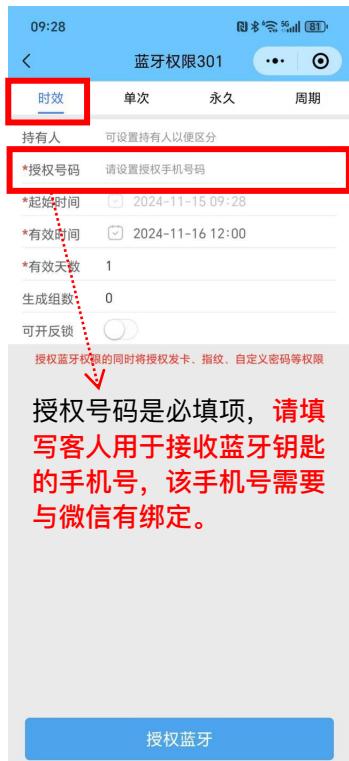 09:28
5G 81
蓝牙权限301
时效 单次 永久 周期
持有人 可设置持有人以便区分
*授权号码 请设置授权手机号码
*起始时间 2024-11-15 09:28
*有效时间 2024-11-16 12:00
*有效天数 1
生成组数 0
可开反锁
授权蓝牙权限的同时将授权发卡、指纹、自定义密码等权限
授权号码是必填项，请填
写客人用于接收蓝牙钥匙
的手机号，该手机号需要
与微信有绑定。
授权蓝牙